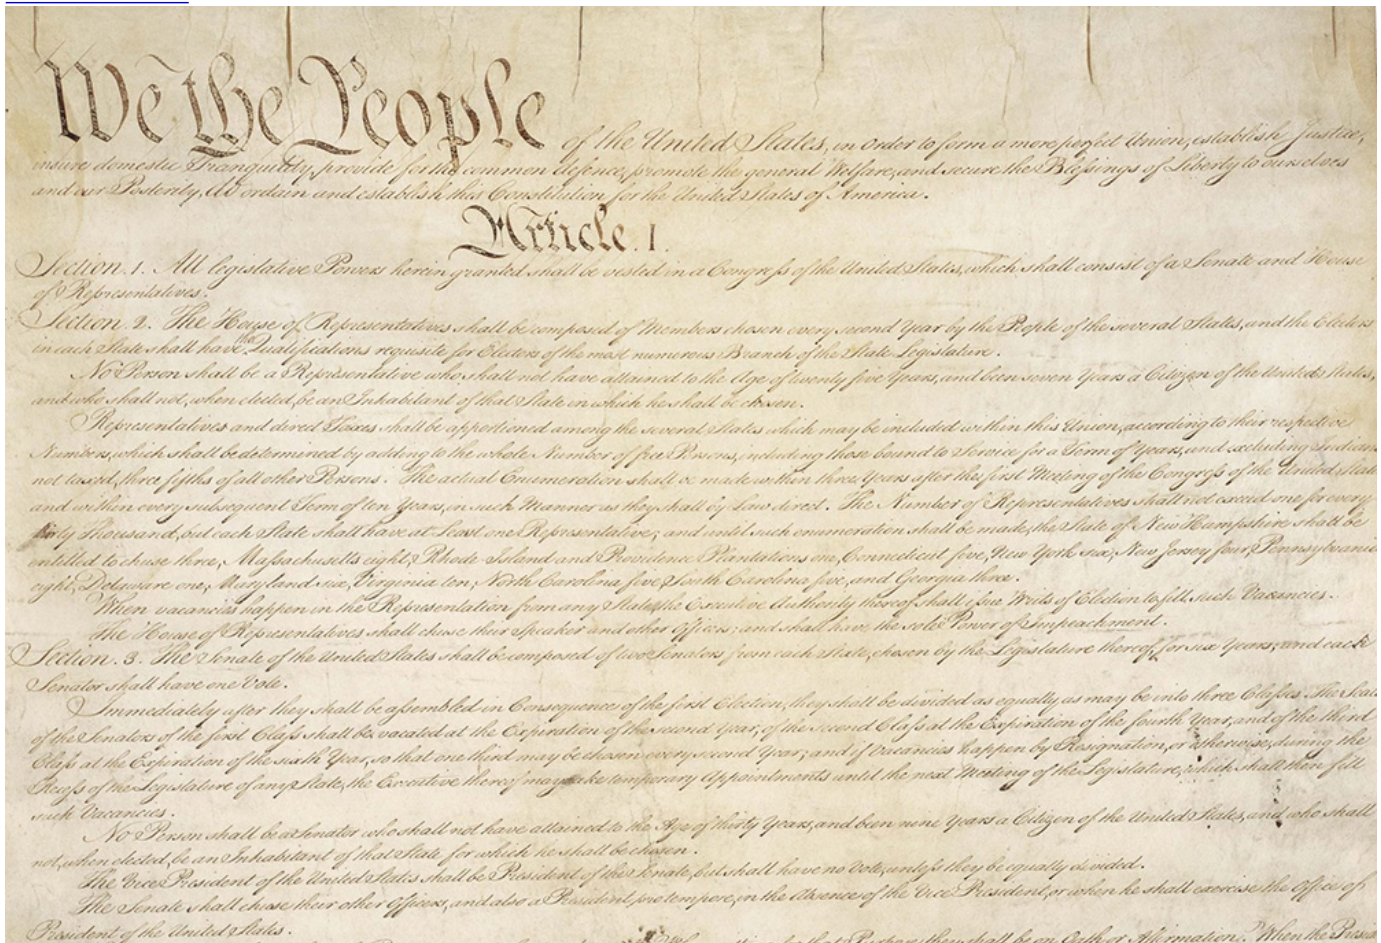 We the People of the United States, in Order to form a more perfect Union, establish Justice,
insure domestic Tranquility, provide for the common defence, promote the general Welfare, and secure the Blessings of Liberty to ourselves
and our Posterity, do ordain and establish this Constitution for the United States of America.
Article. I.
Section. 1. All legislative Powers herein granted shall be vested in a Congress of the United States, which shall consist of a Senate and House
of Representatives.
Section. 2. The House of Representatives shall be composed of Members chosen every second Year by the People of the several States, and the Electors
in each State shall have the Qualifications requisite for Electors of the most numerous Branch of the State Legislature.
No Person shall be a Representative who shall not have attained to the Age of twenty five Years, and been seven Years a Citizen of the United States,
and who shall not, when elected, be an Inhabitant of that State in which he shall be chosen.
Representatives and direct Taxes shall be apportioned among the several States which may be included within this Union, according to their respective
Numbers, which shall be determined by adding to the whole Number of free Persons, including those bound to Service for a Term of Years, and excluding Indians
not taxed, three fifths of all other Persons. The actual Enumeration shall be made within three Years after the first Meeting of the Congress of the United States,
and within every subsequent Term of ten Years, in such Manner as they shall by Law direct. The Number of Representatives shall not exceed one for every
thirty Thousand, but each State shall have at Least one Representative; and until such enumeration shall be made, the State of New Hampshire shall be
entitled to chuse three, Massachusetts eight, Rhode Island and Providence Plantations one, Connecticut five, New York six, New Jersey four, Pennsylvania
eight, Delaware one, Maryland six, Virginia ten, North Carolina five, South Carolina five, and Georgia three.
When vacancies happen in the Representation from any State, the Executive Authority thereof shall issue Writs of Election to fill such Vacancies.
The House of Representatives shall chuse their Speaker and other Officers; and shall have the sole Power of Impeachment.
Section. 3. The Senate of the United States shall be composed of two Senators from each State, chosen by the Legislature thereof, for six Years; and each
Senator shall have one Vote.
Immediately after they shall be assembled in Consequence of the first Election, they shall be divided as equally as may be into three Classes. The Seats
of the Senators of the first Class shall be vacated at the Expiration of the second Year, of the second Class at the Expiration of the fourth Year, and of the third
Class at the Expiration of the sixth Year, so that one third may be chosen every second Year; and if Vacancies happen by Resignation, or otherwise, during the
Recess of the Legislature of any State, the Executive thereof may make temporary Appointments until the next Meeting of the Legislature, which shall then fill
such Vacancies.
No Person shall be a Senator who shall not have attained to the Age of thirty Years, and been nine Years a Citizen of the United States, and who shall
not, when elected, be an Inhabitant of that State for which he shall be chosen.
The Vice President of the United States shall be President of the Senate, but shall have no Vote, unless they be equally divided.
The Senate shall chuse their other Officers, and also a President pro tempore, in the Absence of the Vice President, or when he shall exercise the Office of
President of the United States.
that Purpose, they shall be on Oath or Affirmation. When the